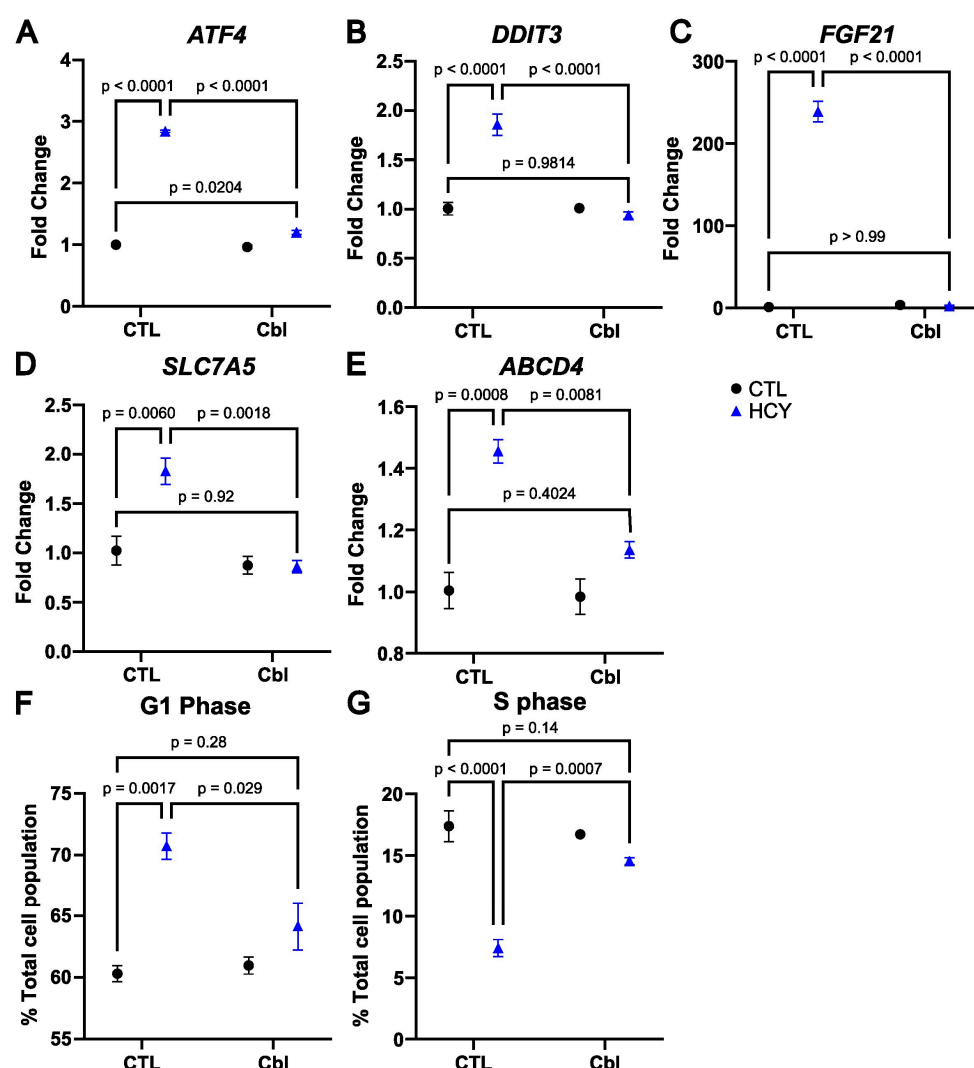 A
ATF4
Fold Change
4
3
2
1
0
p < 0.0001
p < 0.0001
p = 0.0204
CTL
Cbl
B
DDIT3
Fold Change
2.5
2.0
1.5
1.0
0.5
0.0
p < 0.0001
p < 0.0001
p = 0.9814
CTL
Cbl
C
FGF21
Fold Change
300
200
100
0
p < 0.0001
p < 0.0001
p > 0.99
CTL
Cbl
D
SLC7A5
Fold Change
2.5
2.0
1.5
1.0
0.5
0.0
p = 0.0060
p = 0.0018
p = 0.92
CTL
Cbl
E
ABCD4
Fold Change
1.6
1.4
1.2
1.0
0.8
p = 0.0008
p = 0.0081
p = 0.4024
CTL
Cbl
CTL
HCY
F
G1 Phase
% Total cell population
75
70
65
60
55
p = 0.28
p = 0.0017
p = 0.029
CTL
Cbl
G
S phase
% Total cell population
20
15
10
5
0
p = 0.14
p < 0.0001
p = 0.0007
CTL
Cbl